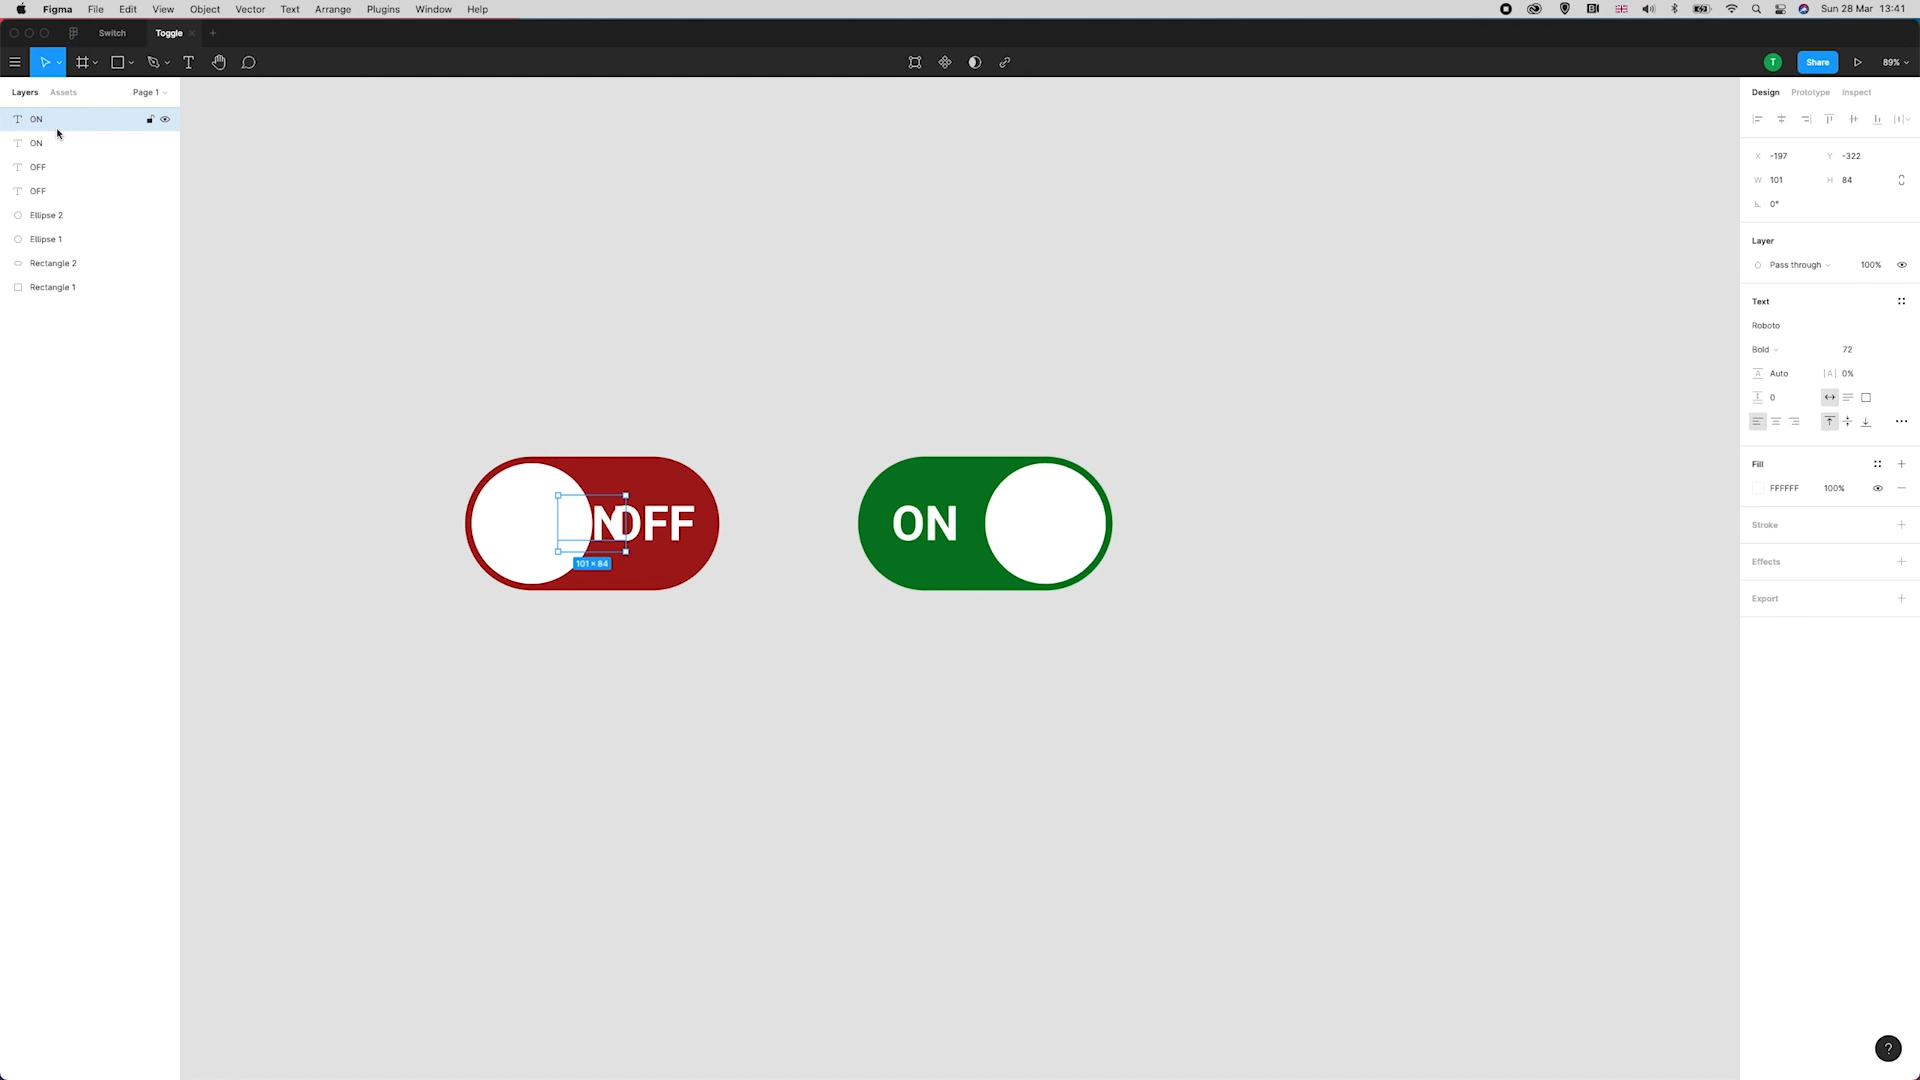 Figma File Edit View Object Vector Text Arrange Plugins Window Help Sun 28 Mar 13:41
Switch Toggle
T Share 89%
Layers Assets Page 1
ON
ON
OFF
OFF
Ellipse 2
Ellipse 1
Rectangle 2
Rectangle 1
N OFF
101 × 84
ON
Design Prototype Inspect
X -197 Y -322
W 101 H 84
0°
Layer
Pass through 100%
Text
Roboto
Bold 72
Auto |A| 0%
0
Fill
FFFFFF 100%
Stroke
Effects
Export
?